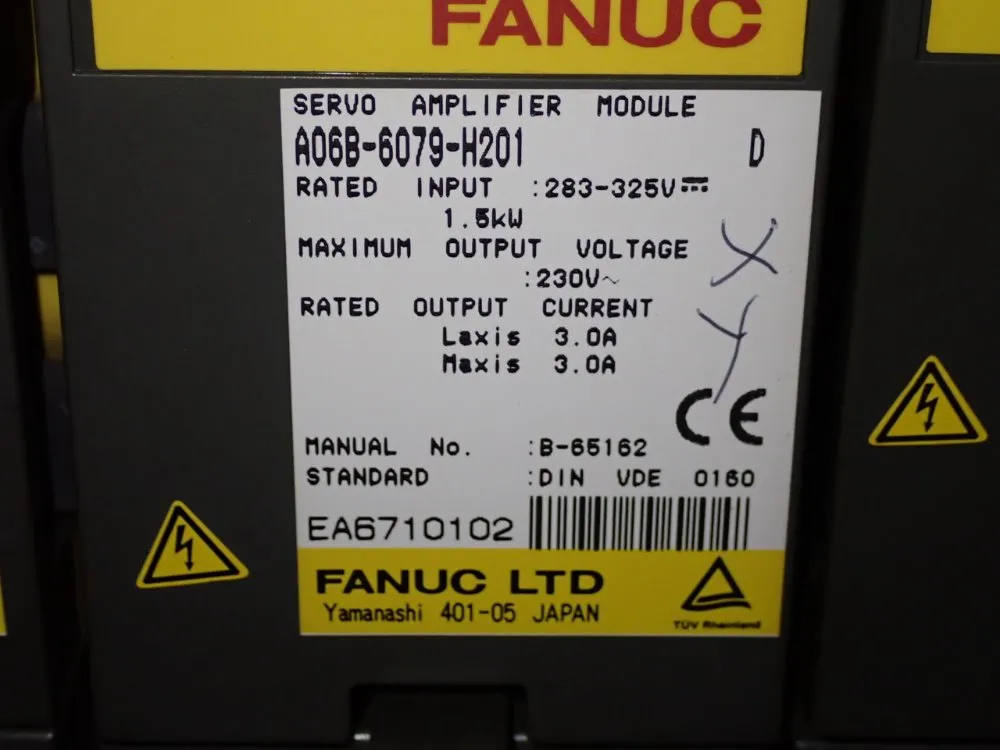 FANUC
SERVO AMPLIFIER MODULE
A06B-6079-H201 D
RATED INPUT :283-325V⎓
1.5kW
MAXIMUM OUTPUT VOLTAGE
:230V~
RATED OUTPUT CURRENT
Laxis 3.0A
Maxis 3.0A
X
Y
CE
MANUAL No. :B-65162
STANDARD :DIN VDE 0160
EA6710102
FANUC LTD
Yamanashi 401-05 JAPAN
TÜV Rheinland